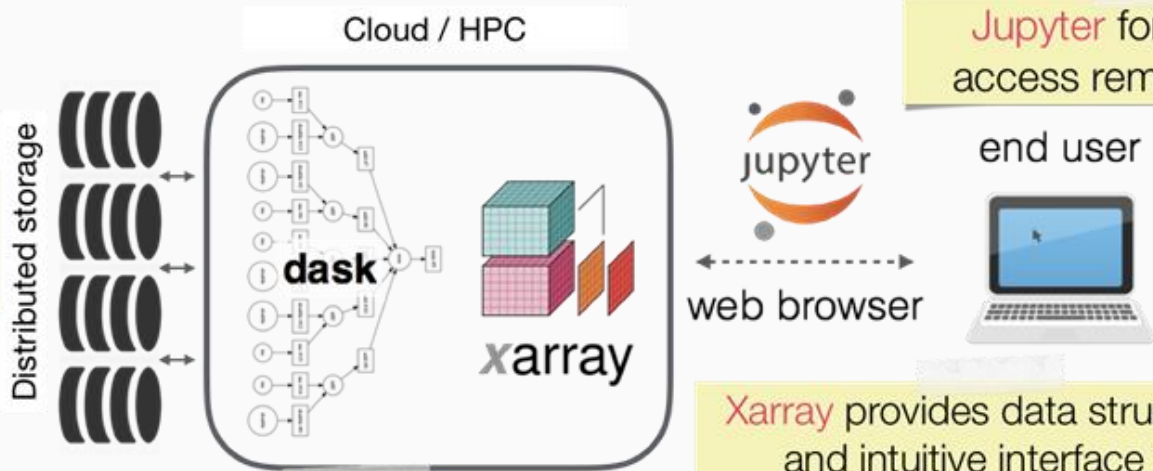 Cloud / HPC
Jupyter for
access rem
Distributed storage
dask
xarray
jupyter
end user
web browser
Xarray provides data stru
and intuitive interface